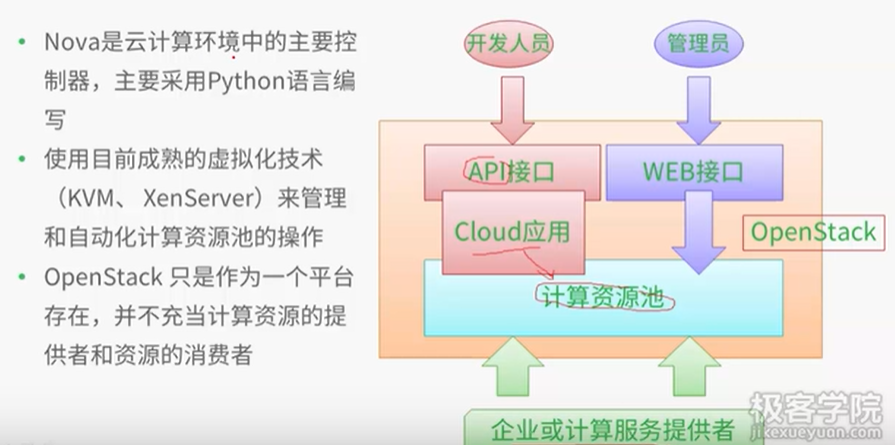 Nova是云计算环境中的主要控
制器，主要采用Python语言编
写
使用目前成熟的虚拟化技术
（KVM、XenServer）来管理
和自动化计算资源池的操作
OpenStack 只是作为一个平台
存在，并不充当计算资源的提
供者和资源的消费者
开发人员
管理员
API接口
WEB接口
Cloud应用
OpenStack
计算资源池
企业或计算服务提供者
极客学院
jikexueyuan.com